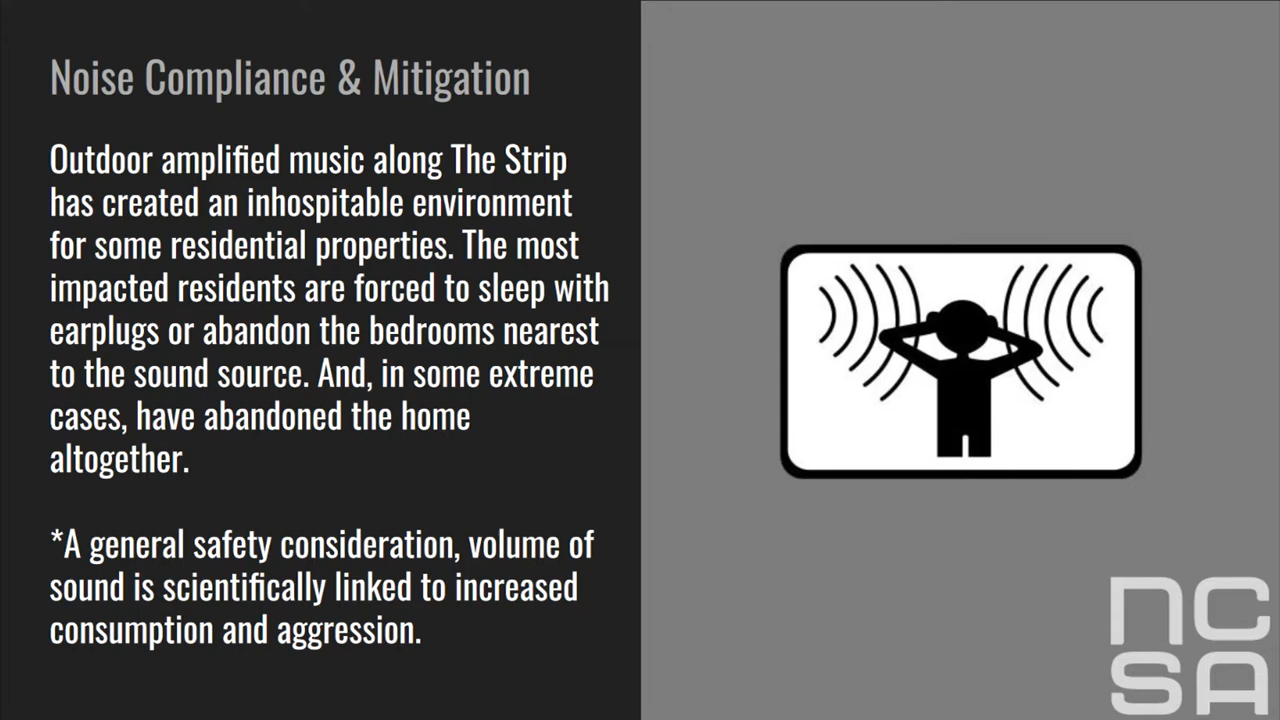 Noise Compliance & Mitigation
Outdoor amplified music along The Strip
has created an inhospitable environment
for some residential properties. The most
impacted residents are forced to sleep with
earplugs or abandon the bedrooms nearest
to the sound source. And, in some extreme
cases, have abandoned the home
altogether.
*A general safety consideration, volume of
sound is scientifically linked to increased
consumption and aggression.
NC
SA